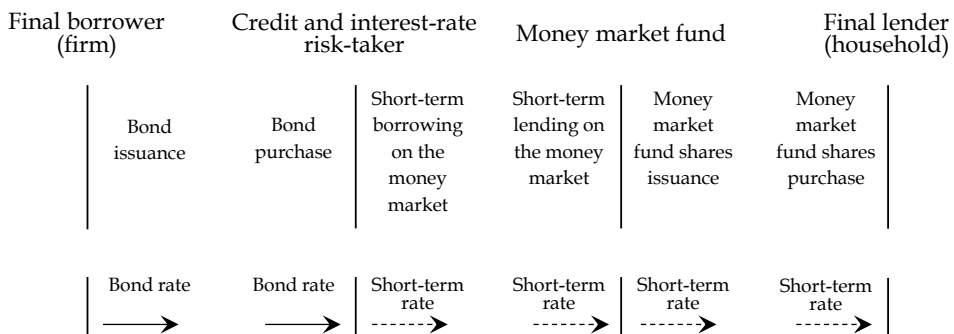 Final borrower
(firm)
Credit and interest-rate
risk-taker
Money market fund
Final lender
(household)
Bond
issuance
Bond
purchase
Short-term
borrowing
on the
money
market
Short-term
lending on
the money
market
Money
market
fund shares
issuance
Money
market
fund shares
purchase
Bond rate
Bond rate
Short-term
rate
Short-term
rate
Short-term
rate
Short-term
rate